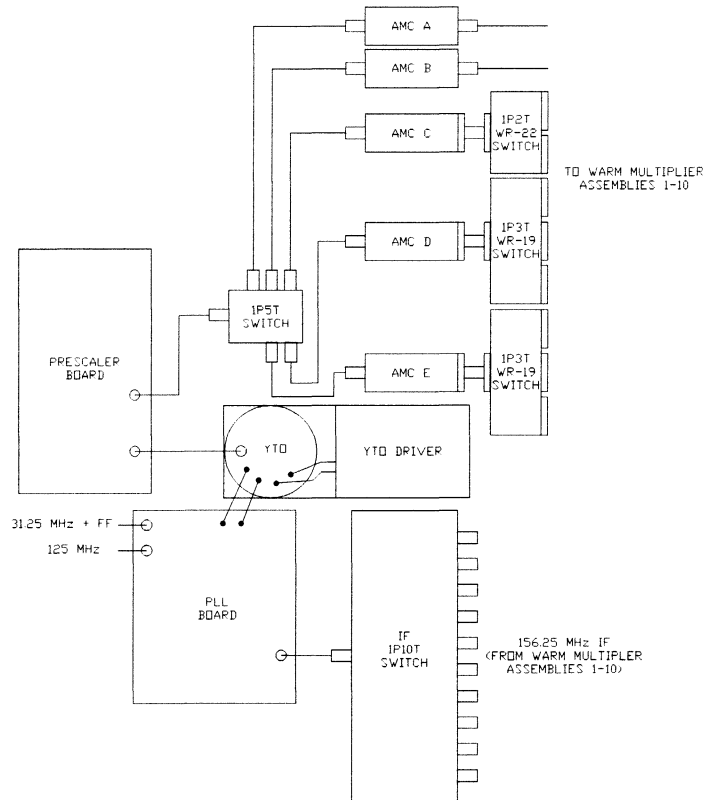 AMC A
AMC B
AMC C
1P2T
WR-22
SWITCH
TO WARM MULTIPLIER
ASSEMBLIES 1-10
AMC D
1P3T
WR-19
SWITCH
1P5T
SWITCH
PRESCALER
BOARD
AMC E
1P3T
WR-19
SWITCH
YTO
YTO DRIVER
31.25 MHz + FF
125 MHz
PLL
BOARD
IF
1P10T
SWITCH
156.25 MHz IF
(FROM WARM MULTIPLER
ASSEMBLIES 1-10)